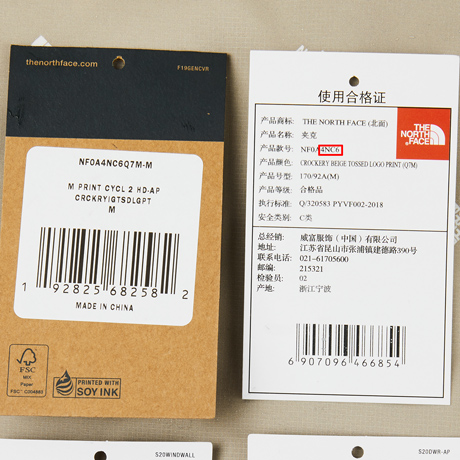 thenorthface.com
F19GENCVR
NF0A4NC6Q7M-M
M PRINT CYCL 2 HD-AP
CRCKRYIGTSDLGPT
M
1 92825 68258 2
MADE IN CHINA
FSC
MIX
Paper
PRINTED WITH
SOY INK
使用合格证
产品商标: THE NORTH FACE (北面)
产品名称: 夹克
产品款号: NF0A4NC6
产品颜色: CROCKERY BEIGE TOSSED LOGO PRINT (Q7M)
产品号型: 170/92A(M)
产品等级: 合格品
执行标准: Q/320583 PYVF002-2018
安全类别: C类
THE
NORTH
FACE
总经销: 威富服饰（中国）有限公司
地址: 江苏省昆山市张浦镇建德路390号
联系电话: 021-61705600
邮编: 215321
检验员: 02
产地: 浙江宁波
6 907096 466854
S20WINDWALL
S20DWR-AP